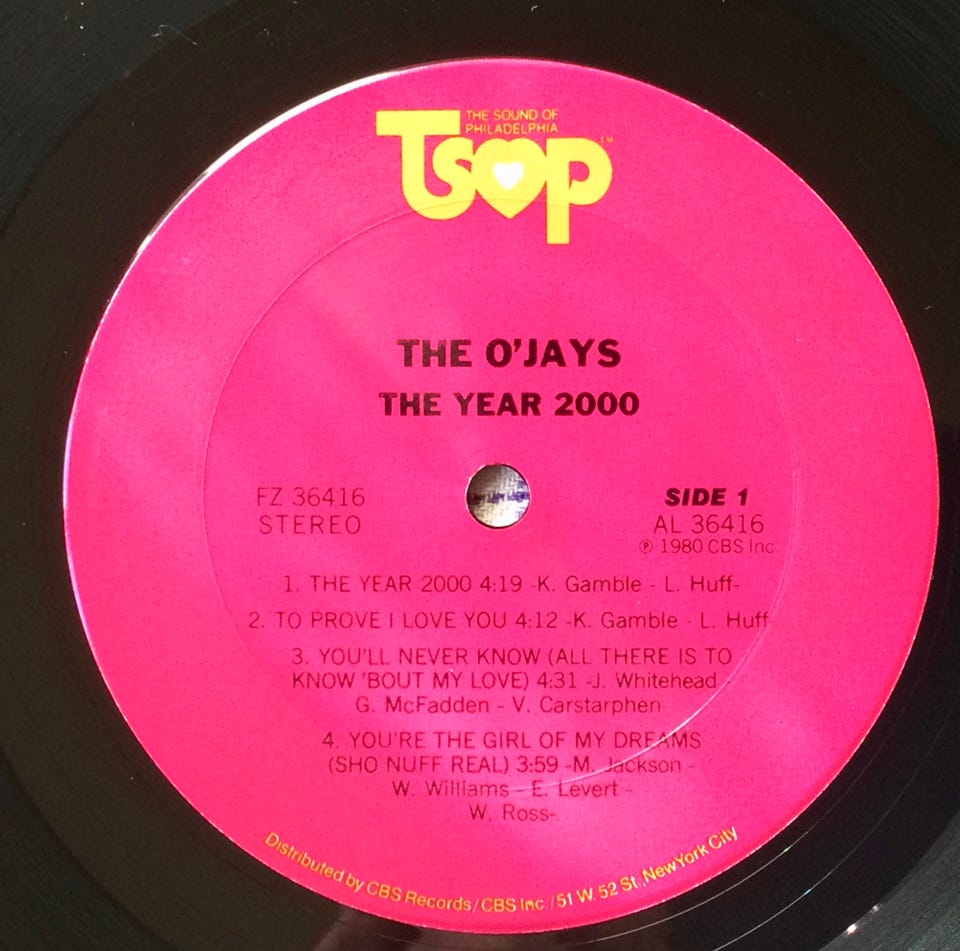 THE SOUND OF
PHILADELPHIA
TSOP™
THE O'JAYS
THE YEAR 2000
FZ 36416
STEREO
SIDE 1
AL 36416
℗ 1980 CBS Inc.
1. THE YEAR 2000 4:19 -K. Gamble - L. Huff-
2. TO PROVE I LOVE YOU 4:12 -K. Gamble - L. Huff-
3. YOU'LL NEVER KNOW (ALL THERE IS TO
KNOW 'BOUT MY LOVE) 4:31 -J. Whitehead -
G. McFadden - V. Carstarphen
4. YOU'RE THE GIRL OF MY DREAMS
(SHO NUFF REAL) 3:59 -M. Jackson -
W. Williams - E. Levert -
W. Ross-
Distributed by CBS Records/CBS Inc./51 W. 52 St., New York City